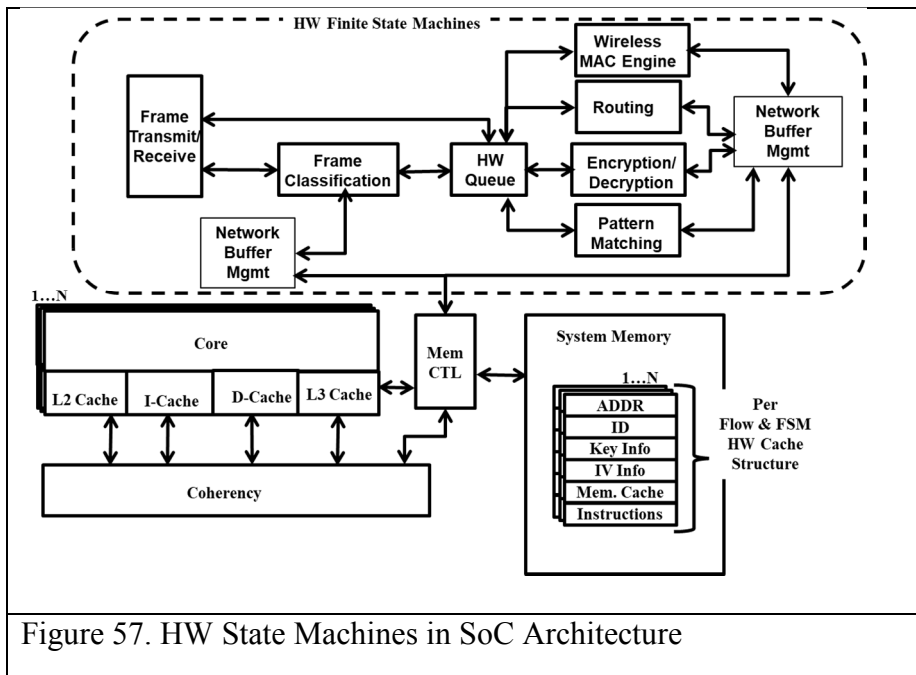 HW Finite State Machines
Wireless
MAC Engine
Frame
Transmit/
Receive
Routing
Network
Buffer
Mgmt
Frame
Classification
HW
Queue
Encryption/
Decryption
Pattern
Matching
Network
Buffer
Mgmt
1…N
Core
L2 Cache
I-Cache
D-Cache
L3 Cache
Coherency
Mem
CTL
System Memory
1…N
ADDR
ID
Key Info
IV Info
Mem. Cache
Instructions
Per
Flow & FSM
HW Cache
Structure
Figure 57. HW State Machines in SoC Architecture